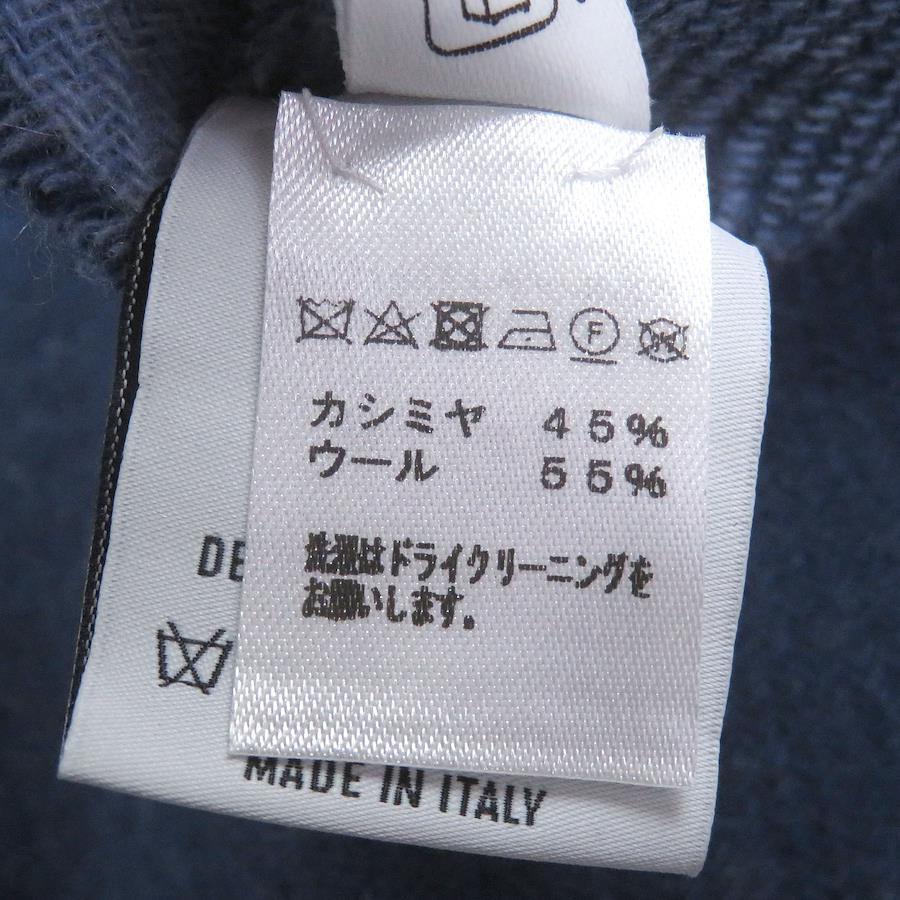 F
W
カシミヤ 45%
ウール 55%
洗濯はドライクリーニングを
お願いします。
DE
MADE IN ITALY